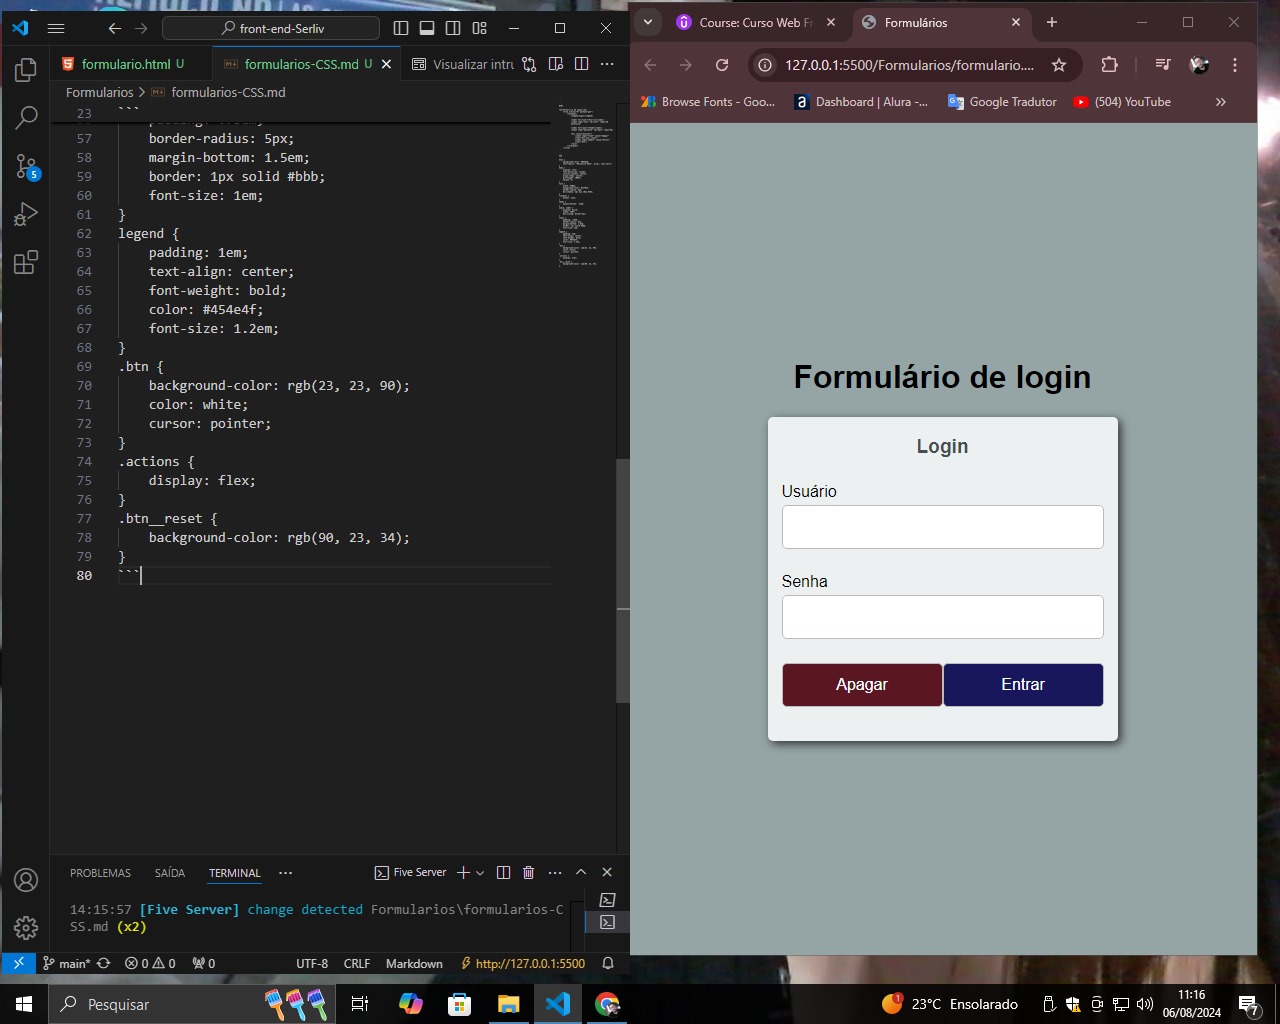 front-end-Serliv
formulario.html U
formularios-CSS.md U
Visualizar intru
Formularios > formularios-CSS.md
23 ```
57 border-radius: 5px;
58 margin-bottom: 1.5em;
59 border: 1px solid #bbb;
60 font-size: 1em;
61 }
62 legend {
63 padding: 1em;
64 text-align: center;
65 font-weight: bold;
66 color: #454e4f;
67 font-size: 1.2em;
68 }
69 .btn {
70 background-color: rgb(23, 23, 90);
71 color: white;
72 cursor: pointer;
73 }
74 .actions {
75 display: flex;
76 }
77 .btn__reset {
78 background-color: rgb(90, 23, 34);
79 }
80 ```
5
PROBLEMAS SAÍDA TERMINAL
Five Server
14:15:57 [Five Server] change detected Formularios\formularios-C
SS.md (x2)
main* 0 0 0 UTF-8 CRLF Markdown http://127.0.0.1:5500
Course: Curso Web Fr
Formulários
127.0.0.1:5500/Formularios/formulario....
Browse Fonts - Goo...
Dashboard | Alura -...
Google Tradutor
(504) YouTube
Formulário de login
Login
Usuário
Senha
Apagar
Entrar
Pesquisar
1
23°C Ensolarado
11:16
06/08/2024
7